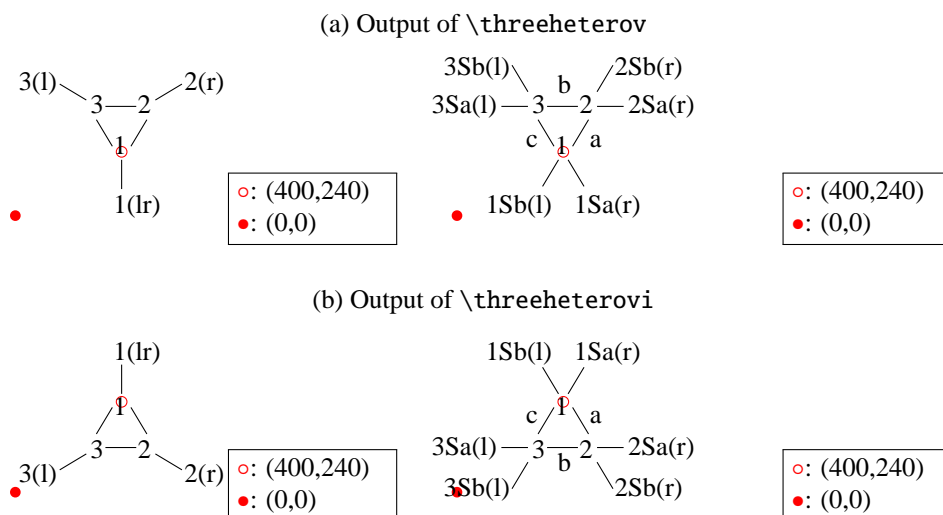 (a) Output of \threeheterov
3(l) 2(r) 3Sb(l) b 2Sb(r)
3 2 3Sa(l) 3 2 2Sa(r)
1 c 1 a
1(lr) 1Sb(l) 1Sa(r)
: (400,240) : (400,240)
: (0,0) : (0,0)
(b) Output of \threeheterovi
1(lr) 1Sb(l) 1Sa(r)
1 c 1 a
3 2 3Sa(l) 3 2 2Sa(r)
b
3(l) 2(r) 3Sb(l) 2Sb(r)
: (400,240) : (400,240)
: (0,0) : (0,0)